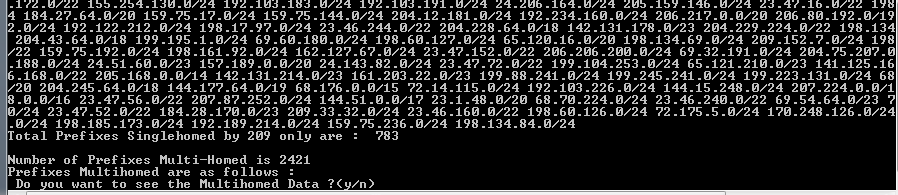 .172.0/22 155.254.130.0/24 192.103.183.0/24 192.103.191.0/24 24.206.164.0/24 205.159.146.0/24 23.47.16.0/22 198
4 184.27.64.0/20 159.75.17.0/24 159.75.144.0/24 204.12.181.0/24 192.234.160.0/24 206.217.0.0/20 206.80.192.0/19
2.0/24 192.122.212.0/24 198.17.97.0/24 23.46.244.0/22 204.228.64.0/18 142.131.178.0/23 204.229.224.0/22 198.134
204.43.64.0/18 199.195.1.0/24 69.60.180.0/24 198.60.127.0/24 65.120.16.0/20 198.134.69.0/24 209.152.7.0/24 198
/22 159.75.192.0/24 198.161.92.0/24 162.127.67.0/24 23.47.152.0/22 206.206.200.0/24 69.32.191.0/24 204.75.207.0
.188.0/24 24.51.60.0/23 157.189.0.0/20 24.143.82.0/24 23.47.72.0/22 199.104.253.0/24 65.121.210.0/23 141.125.16
6.168.0/22 205.168.0.0/14 142.131.214.0/23 161.203.22.0/23 199.88.241.0/24 199.245.241.0/24 199.223.131.0/24 68
/20 204.245.64.0/18 144.177.64.0/19 68.176.0.0/15 72.14.115.0/24 192.103.226.0/24 144.15.248.0/24 207.224.0.0/1
8.0.0/16 23.47.56.0/22 207.87.252.0/24 144.51.0.0/17 23.1.48.0/20 68.70.224.0/24 23.46.240.0/22 69.54.64.0/23 7
0/24 23.47.52.0/22 184.28.170.0/23 209.33.32.0/24 23.46.160.0/22 198.60.126.0/24 72.175.5.0/24 170.248.126.0/24
.0/24 198.185.173.0/24 192.189.214.0/24 159.75.236.0/24 198.134.84.0/24
Total Prefixes Singlehomed by 209 only are :  783
Number of Prefixes Multi-Homed is 2421
Prefixes Multihomed are as follows :
Do you want to see the Multihomed Data ?(y/n)